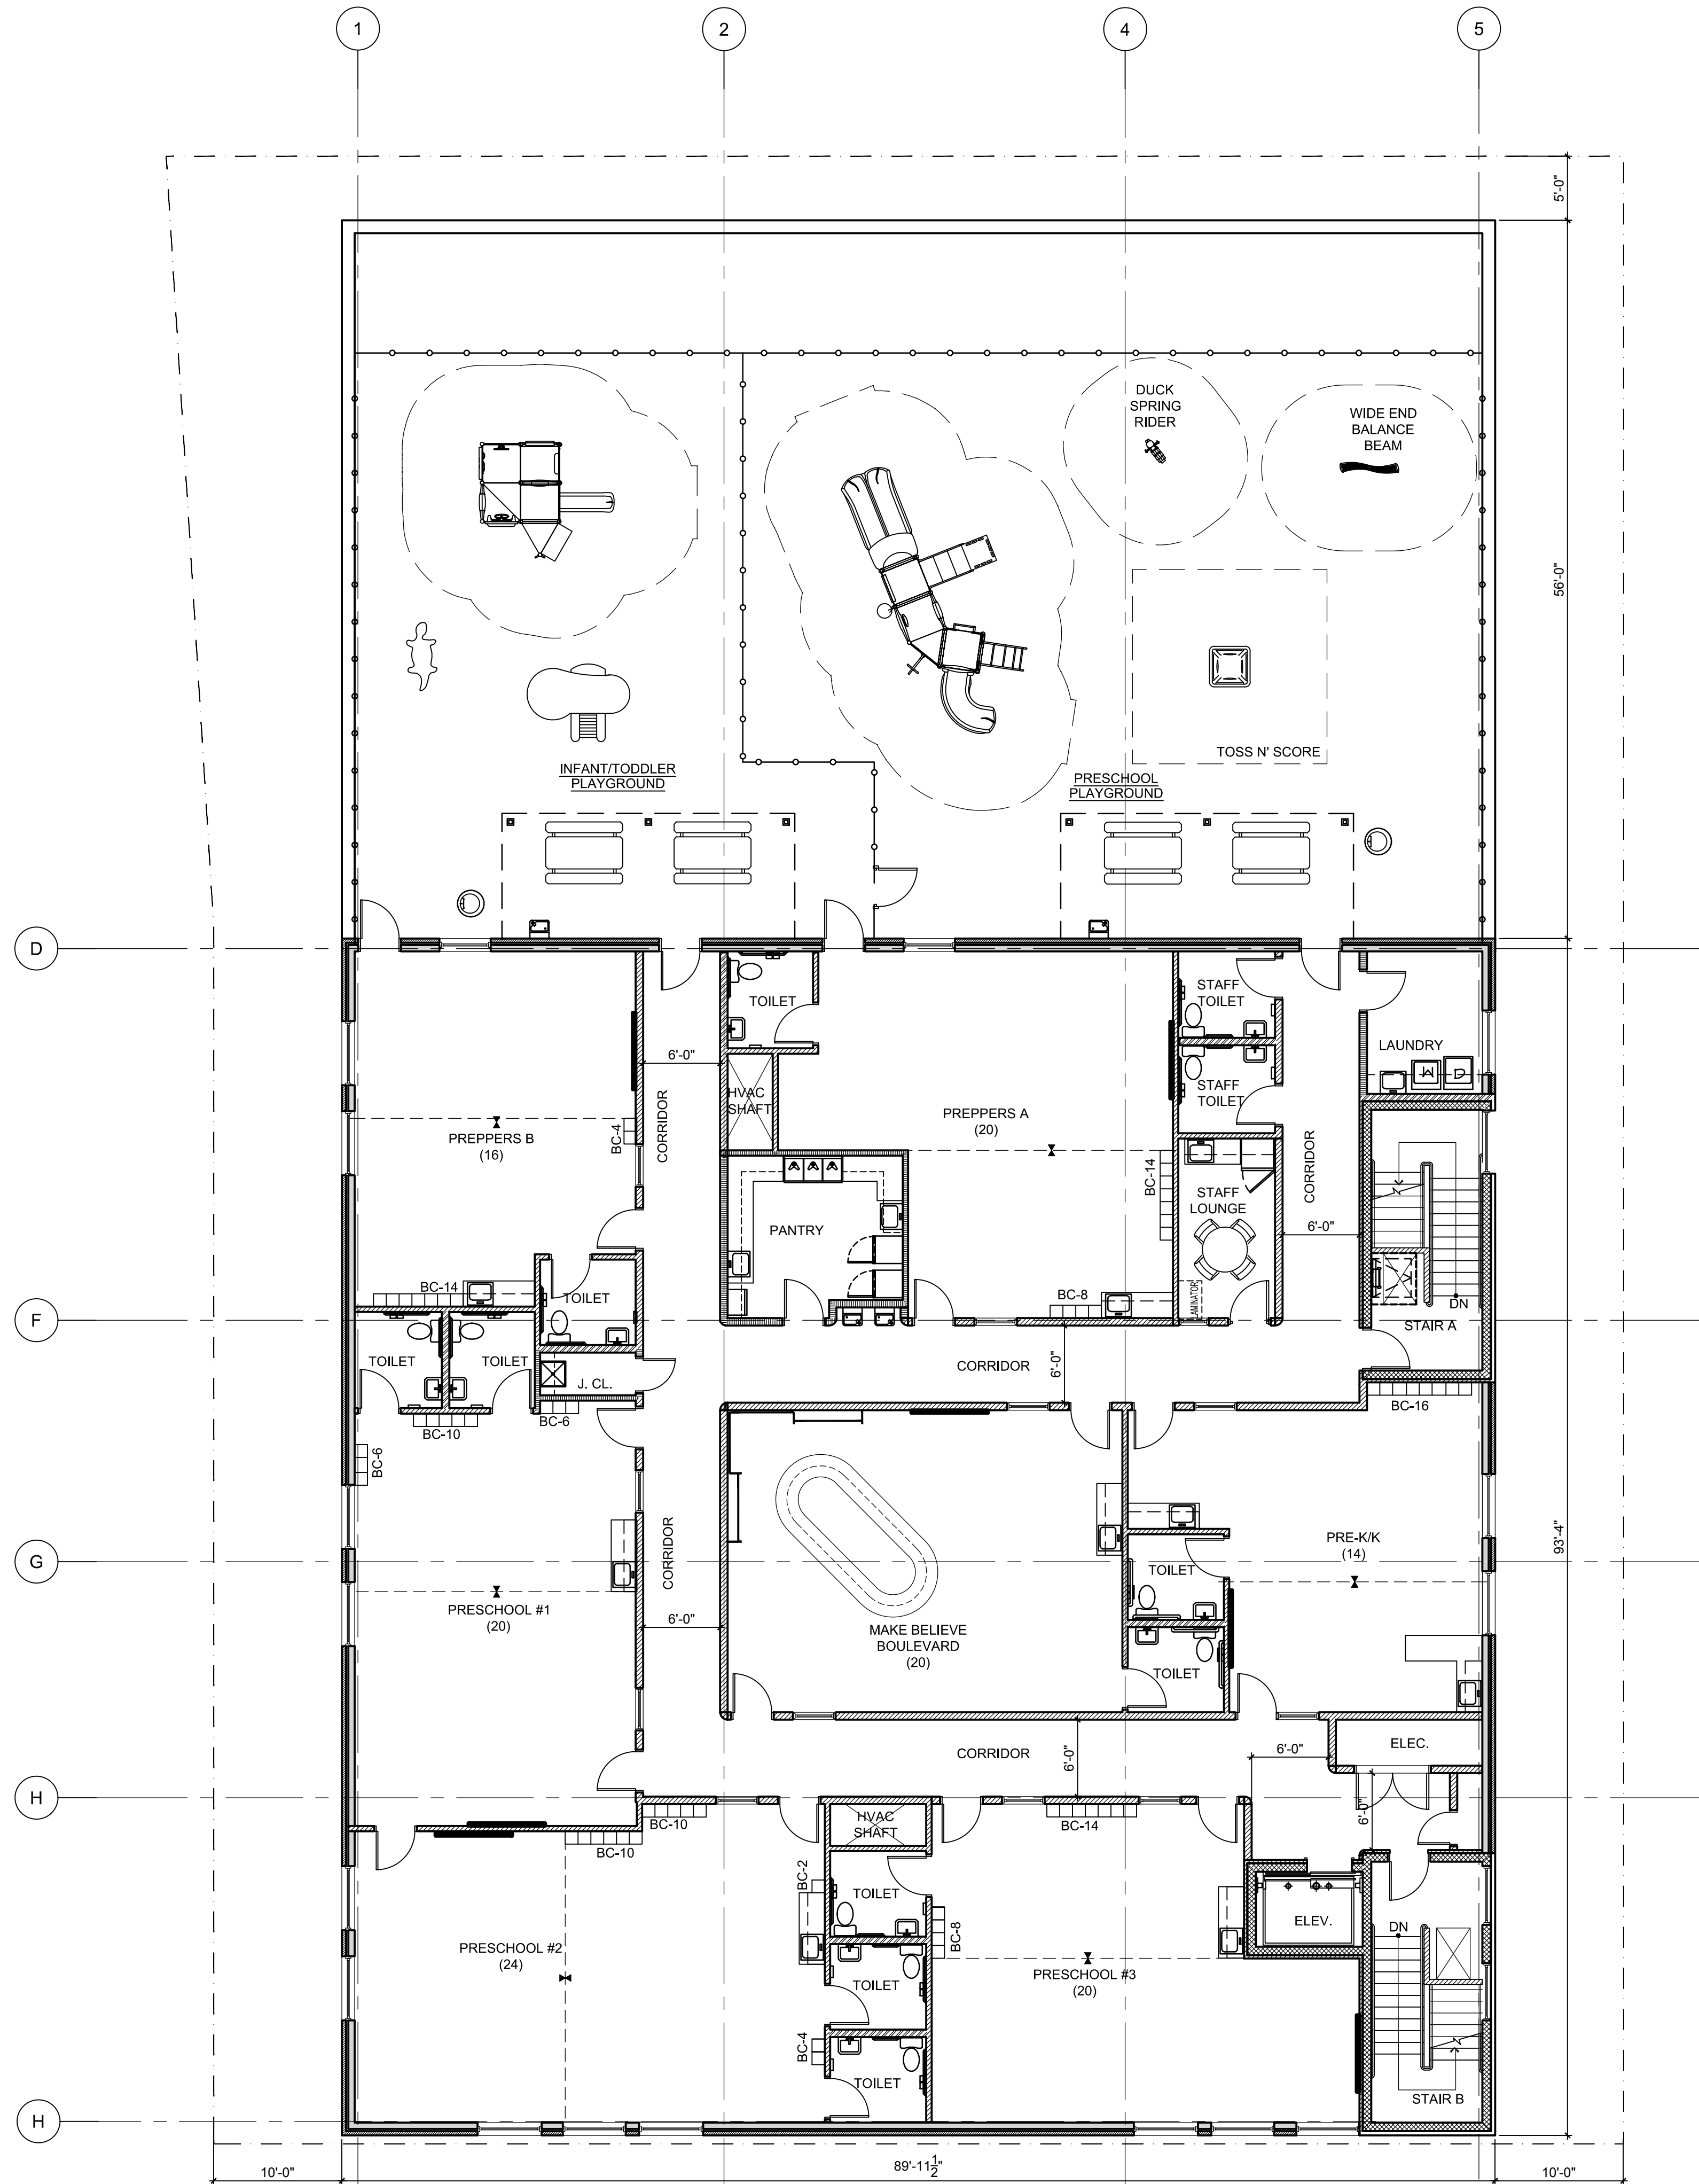 1
2
4
5
5'-0"
DUCK
SPRING
RIDER
WIDE END
BALANCE
BEAM
56'-0"
TOSS N' SCORE
INFANT/TODDLER
PLAYGROUND
PRESCHOOL
PLAYGROUND
D
TOILET
STAFF
TOILET
LAUNDRY
W
D
6'-0"
HVAC
SHAFT
STAFF
TOILET
PREPPERS A
(20)
PREPPERS B
(16)
BC-4
CORRIDOR
BC-14
CORRIDOR
STAFF
LOUNGE
PANTRY
6'-0"
BC-14
TOILET
BC-8
LAMINATOR
DN
F
STAIR A
TOILET
TOILET
J. CL.
CORRIDOR
6'-0"
BC-6
BC-10
BC-6
BC-16
G
CORRIDOR
PRE-K/K
(14)
93'-4"
TOILET
PRESCHOOL #1
(20)
6'-0"
MAKE BELIEVE
BOULEVARD
(20)
TOILET
CORRIDOR
6'-0"
6'-0"
ELEC.
H
6'-0"
BC-10
HVAC
SHAFT
BC-14
BC-10
BC-2
TOILET
BC-8
ELEV.
DN
PRESCHOOL #2
(24)
TOILET
PRESCHOOL #3
(20)
BC-4
TOILET
STAIR B
H
10'-0"
89'-11 1/2"
10'-0"